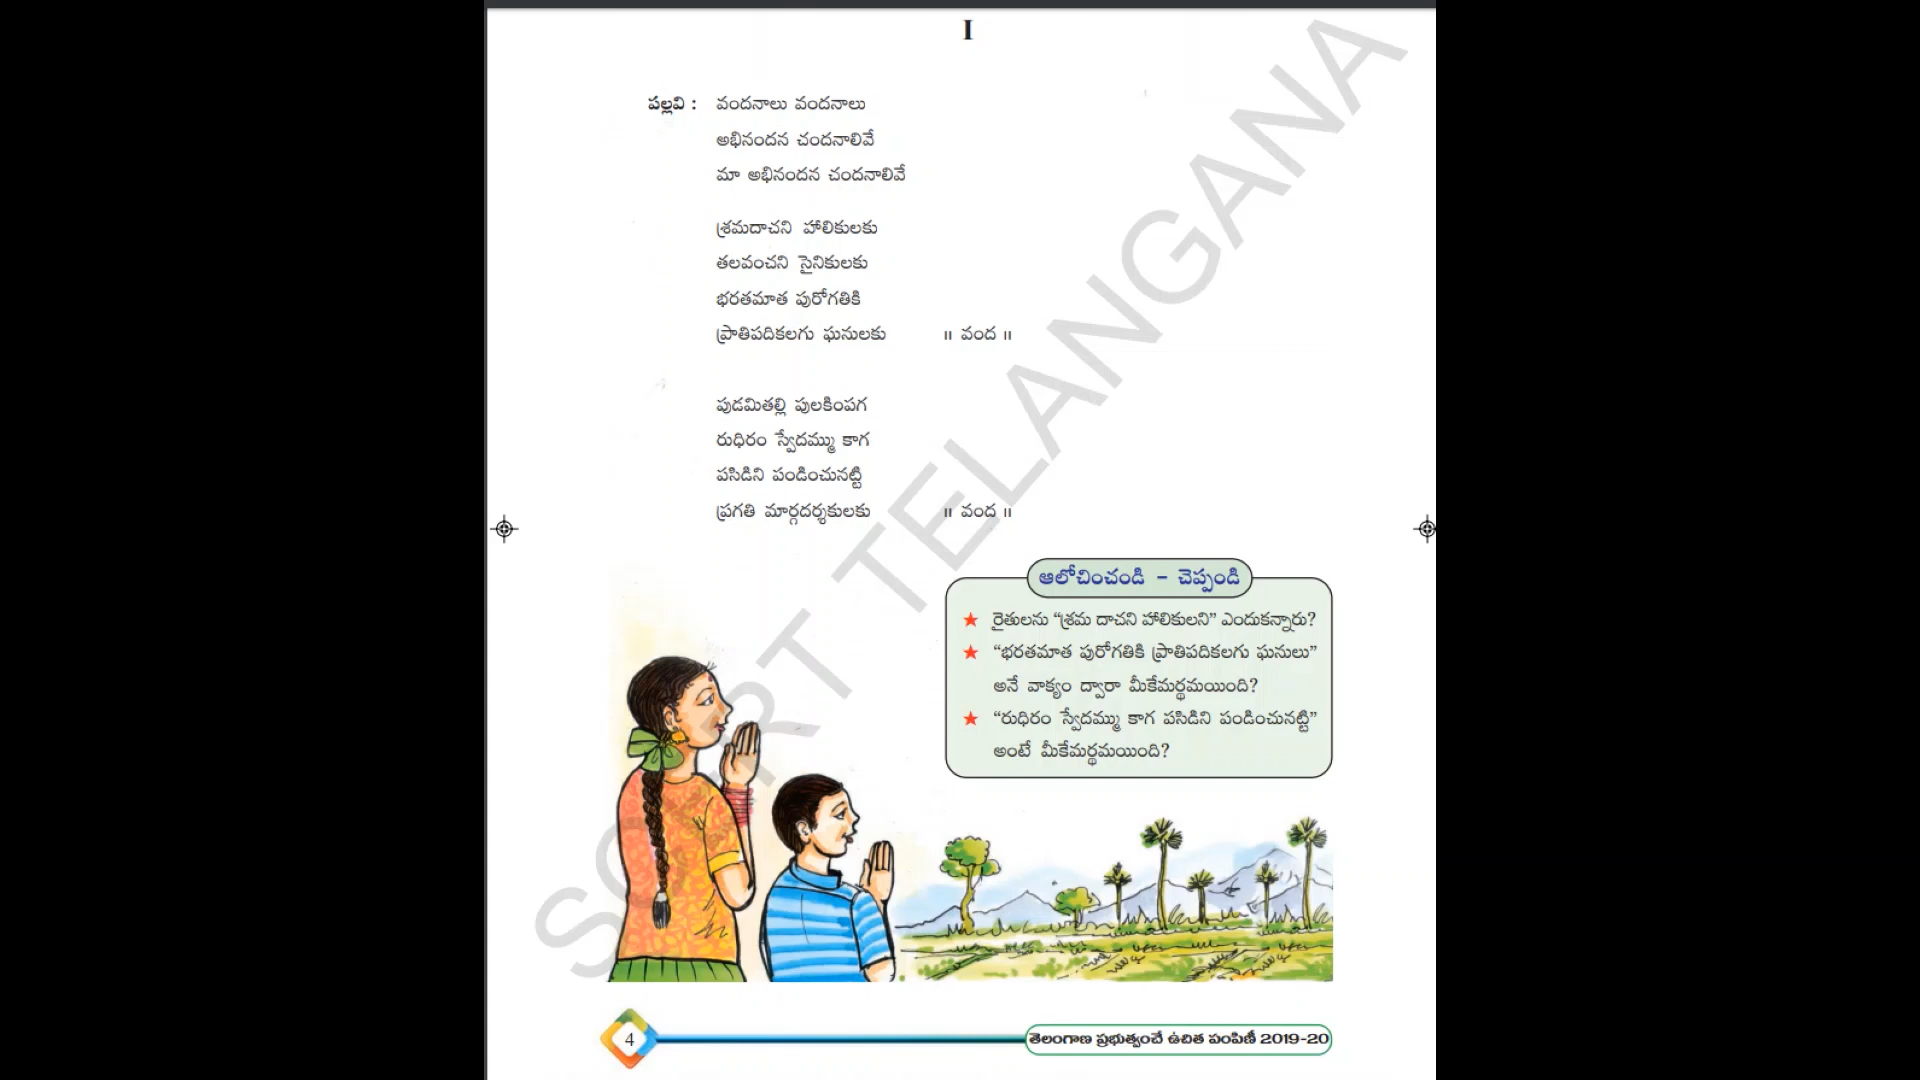 I
పల్లవి : వందనాలు వందనాలు
అభినందన చందనాలివే
మా అభినందన చందనాలివే
శ్రమదాచని హాలికులకు
తలవంచని సైనికులకు
భరతమాత పురోగతికి
ప్రాతిపదికలగు ఘనులకు ॥ వంద ॥
పుడమితల్లి పులకింపగ
రుధిరం స్వేదమ్ము కాగ
పసిడిని పండించునట్టి
ప్రగతి మార్గదర్శకులకు ॥ వంద ॥
ఆలోచించండి - చెప్పండి
★ రైతులను “శ్రమ దాచని హాలికులని” ఎందుకన్నారు?
★ “భరతమాత పురోగతికి ప్రాతిపదికలగు ఘనులు”
అనే వాక్యం ద్వారా మీకేమర్థమయింది?
★ “రుధిరం స్వేదమ్ము కాగ పసిడిని పండించునట్టి”
అంటే మీకేమర్థమయింది?
SCERT TELANGANA
4
తెలంగాణ ప్రభుత్వంచే ఉచిత పంపిణీ 2019-20